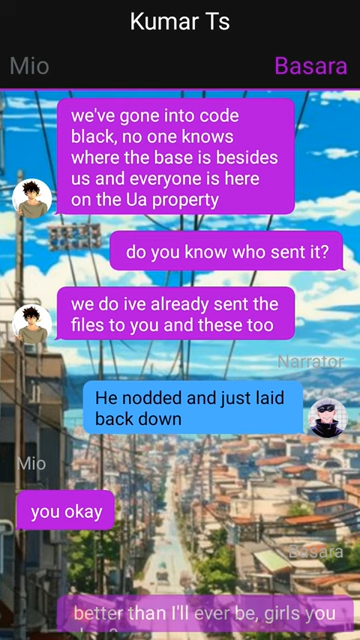 Kumar Ts
Mio Basara
we've gone into code
black, no one knows
where the base is besides
us and everyone is here
on the Ua property
do you know who sent it?
we do ive already sent the
files to you and these too
Narrator
He nodded and just laid
back down
Mio
you okay
Basara
better than I'll ever be, girls you